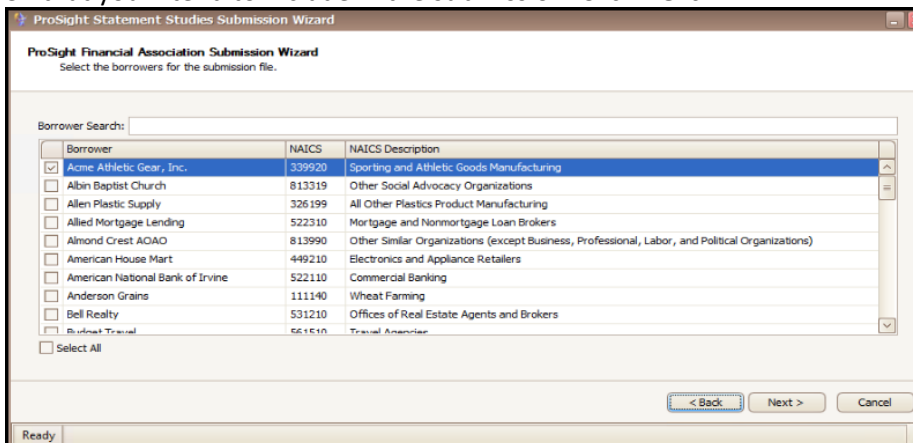 ProSight Statement Studies Submission Wizard
ProSight Financial Association Submission Wizard
Select the borrowers for the submission file.
Borrower Search:
Borrower NAICS NAICS Description
Acme Athletic Gear, Inc. 339920 Sporting and Athletic Goods Manufacturing
Albin Baptist Church 813319 Other Social Advocacy Organizations
Allen Plastic Supply 326199 All Other Plastics Product Manufacturing
Allied Mortgage Lending 522310 Mortgage and Nonmortgage Loan Brokers
Almond Crest AOAO 813990 Other Similar Organizations (except Business, Professional, Labor, and Political Organizations)
American House Mart 449210 Electronics and Appliance Retailers
American National Bank of Irvine 522110 Commercial Banking
Anderson Grains 111140 Wheat Farming
Bell Realty 531210 Offices of Real Estate Agents and Brokers
Budget Travel 561510 Travel Agencies
Select All
< Back Next > Cancel
Ready